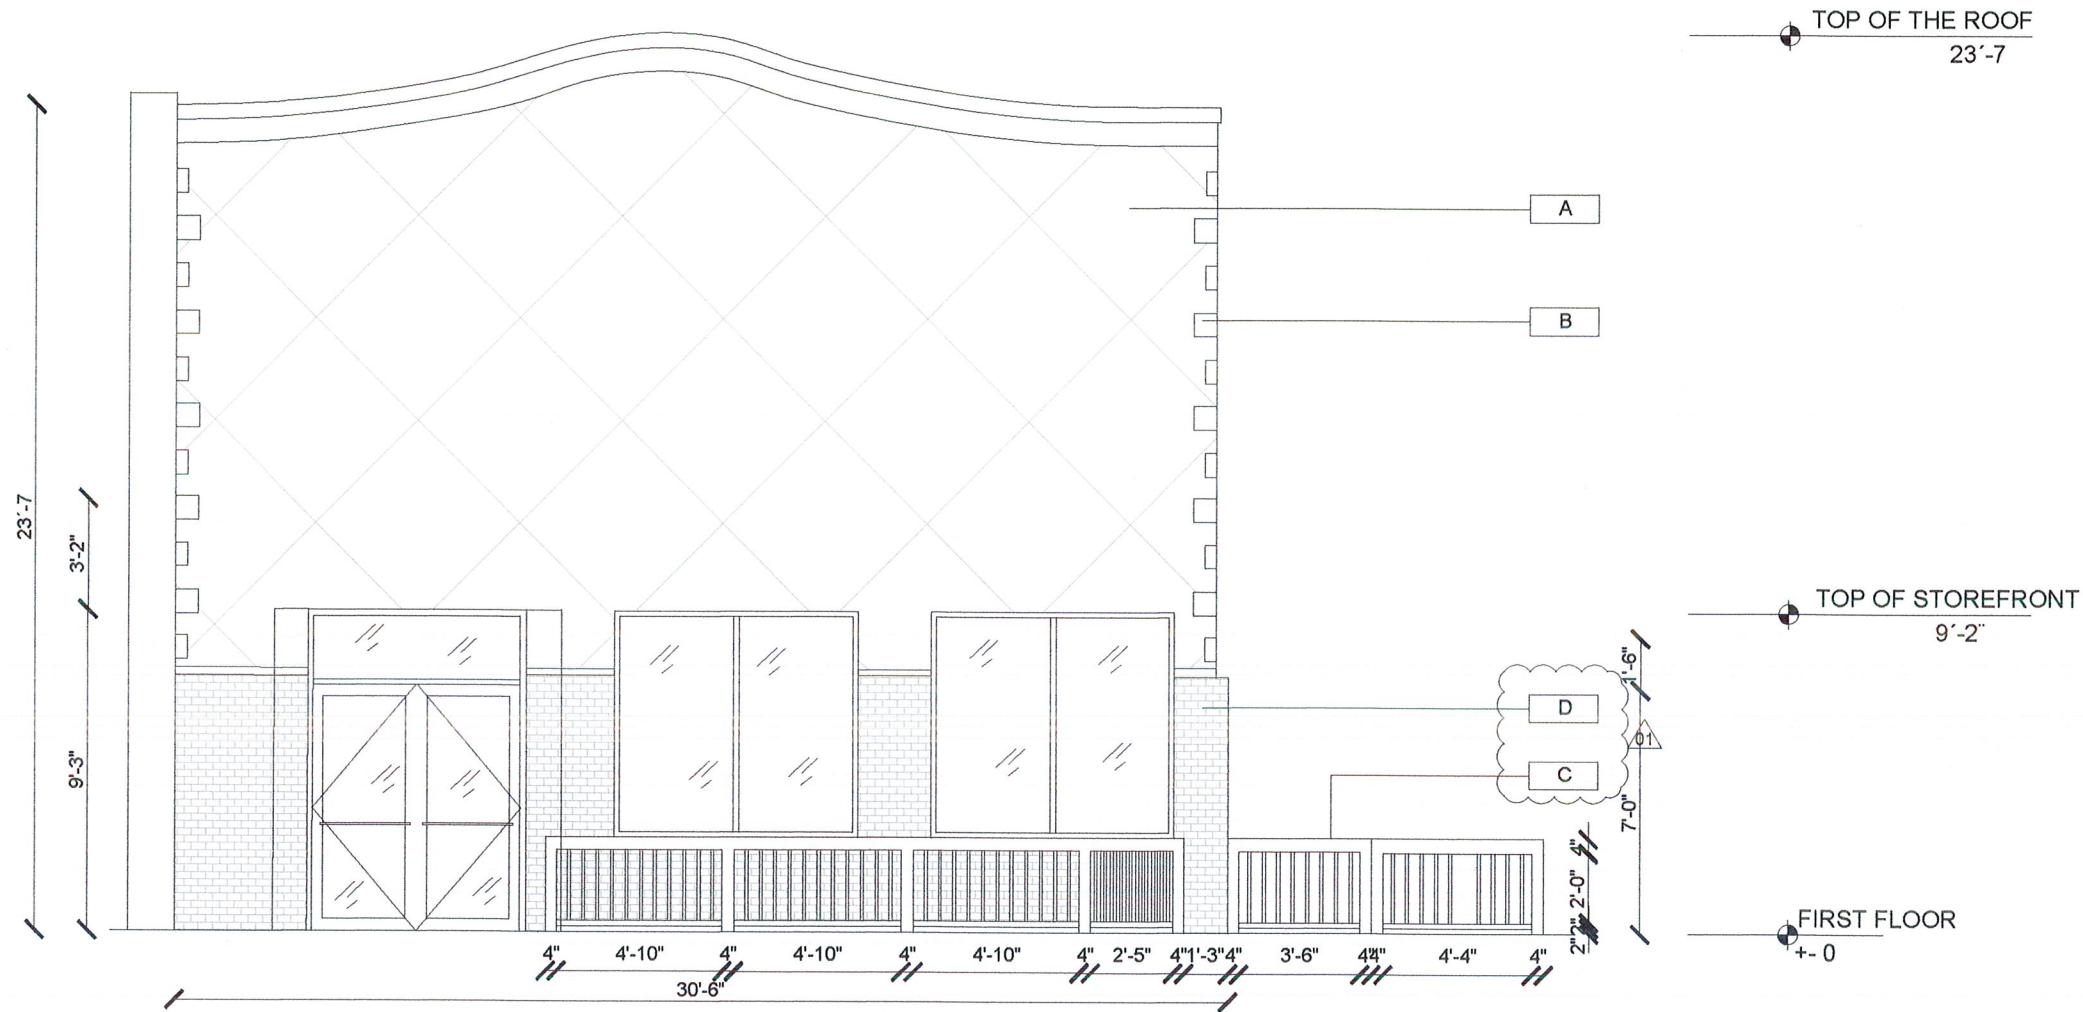 TOP OF THE ROOF
23´-7
A
B
23´-7
3'-2"
TOP OF STOREFRONT
9´-2¨
1'-6"
D
01
C
9'-3"
7'-0"
4"
2'-0"
2"
2"
FIRST FLOOR
+- 0
4" 4'-10" 4" 4'-10" 4" 4'-10" 4" 2'-5" 4" 1'-3" 4" 3'-6" 4" 4" 4'-4" 4"
30'-6"